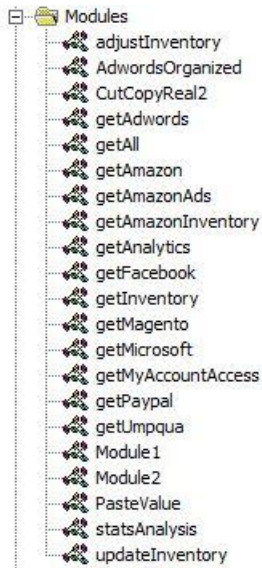 Modules
adjustInventory
AdwordsOrganized
CutCopyReal2
getAdwords
getAll
getAmazon
getAmazonAds
getAmazonInventory
getAnalytics
getFacebook
getInventory
getMagento
getMicrosoft
getMyAccountAccess
getPaypal
getUmpqua
Module1
Module2
PasteValue
statsAnalysis
updateInventory